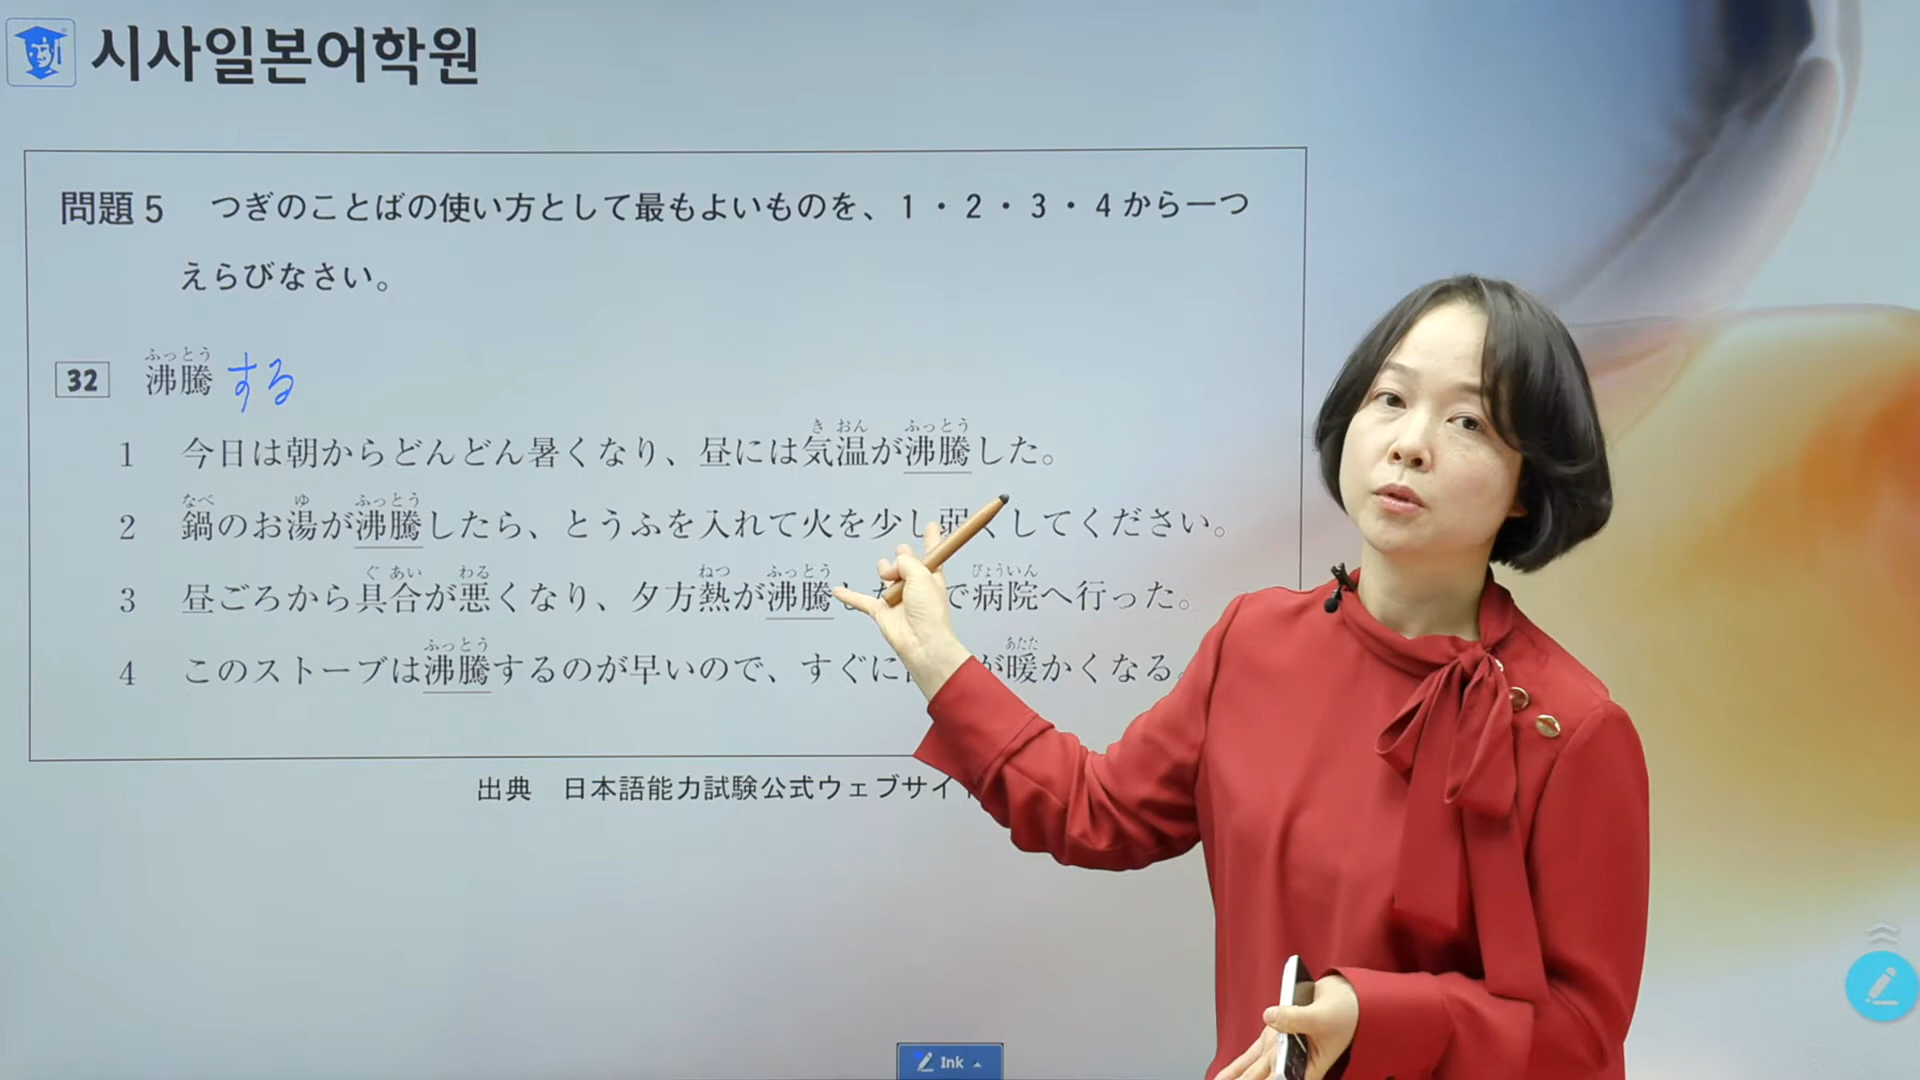 시사일본어학원
問題5 つぎのことばの使い方として最もよいものを、1・2・3・4から一つ
えらびなさい。
ふっとう
32 沸騰 する
き おん ふっとう
1 今日は朝からどんどん暑くなり、昼には気温が沸騰した。
なべ ゆ ふっとう
2 鍋のお湯が沸騰したら、とうふを入れて火を少し弱くしてください。
ぐ あい わる ねつ ふっとう びょういん
3 昼ごろから具合が悪くなり、夕方熱が沸騰した で病院へ行った。
ふっとう あたた
4 このストーブは沸騰するのが早いので、すぐに が暖かくなる。
出典 日本語能力試験公式ウェブサイ
Ink